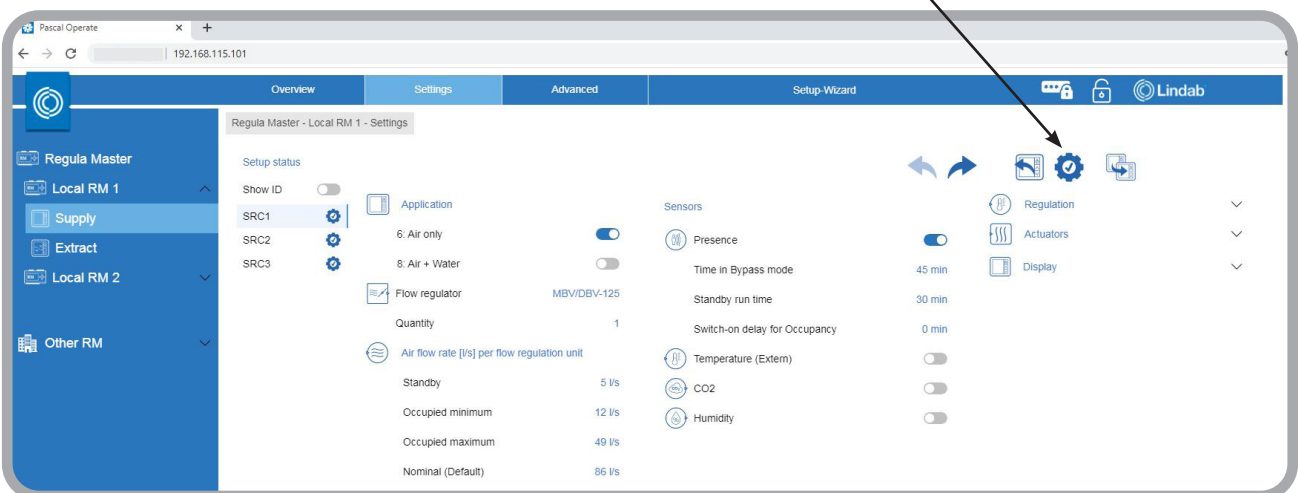 Pascal Operate
192.168.115.101
Overview Settings Advanced Setup-Wizard Lindab
Regula Master - Local RM 1 - Settings
Regula Master
Local RM 1
Supply
Extract
Local RM 2
Other RM
Setup status
Show ID
SRC1
SRC2
SRC3
Application
6: Air only
8: Air + Water
Flow regulator MBV/DBV-125
Quantity 1
Air flow rate [l/s] per flow regulation unit
Standby 5 l/s
Occupied minimum 12 l/s
Occupied maximum 49 l/s
Nominal (Default) 86 l/s
Sensors
Presence
Time in Bypass mode 45 min
Standby run time 30 min
Switch-on delay for Occupancy 0 min
Temperature (Extern)
CO2
Humidity
Regulation
Actuators
Display